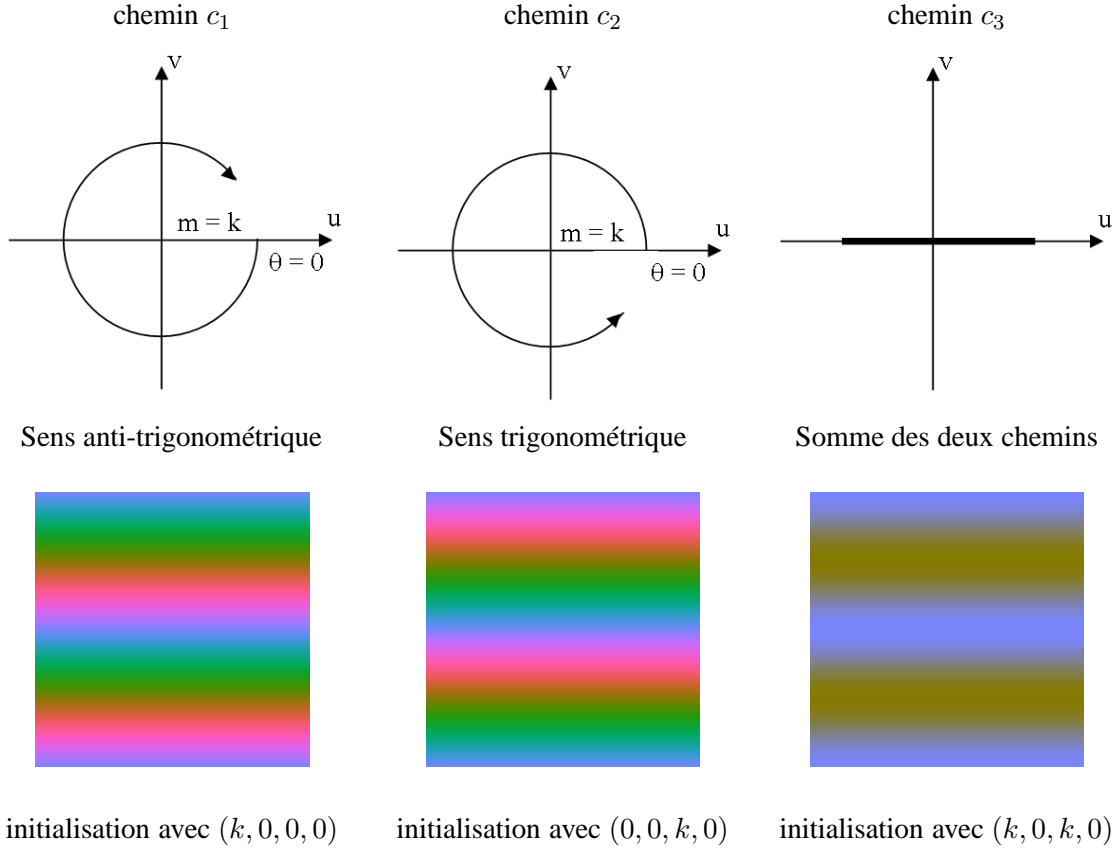 chemin c₁ chemin c₂ chemin c₃
v v v
m = k u m = k u u
θ = 0 θ = 0
Sens anti-trigonométrique Sens trigonométrique Somme des deux chemins
initialisation avec (k, 0, 0, 0) initialisation avec (0, 0, k, 0) initialisation avec (k, 0, k, 0)